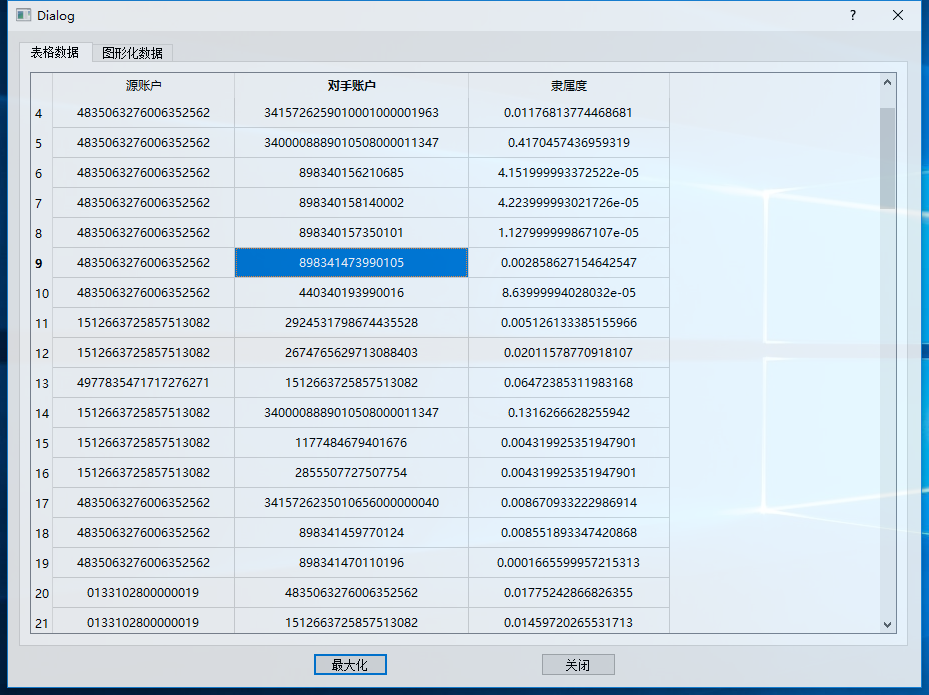 Dialog
?
表格数据 图形化数据
源账户 对手账户 隶属度
4 4835063276006352562 3415726259010001000001963 0.01176813774468681
5 4835063276006352562 3400008889010508000011347 0.4170457436959319
6 4835063276006352562 898340156210685 4.151999993372522e-05
7 4835063276006352562 898340158140002 4.223999993021726e-05
8 4835063276006352562 898340157350101 1.127999999867107e-05
9 4835063276006352562 898341473990105 0.002858627154642547
10 4835063276006352562 440340193990016 8.63999994028032e-05
11 1512663725857513082 2924531798674435528 0.005126133385155966
12 1512663725857513082 2674765629713088403 0.02011578770918107
13 4977835471717276271 1512663725857513082 0.06472385311983168
14 1512663725857513082 3400008889010508000011347 0.1316266628255942
15 1512663725857513082 1177484679401676 0.004319925351947901
16 1512663725857513082 2855507727507754 0.004319925351947901
17 4835063276006352562 3415726235010656000000040 0.008670933222986914
18 4835063276006352562 898341459770124 0.008551893347420868
19 4835063276006352562 898341470110196 0.0001665599957215313
20 0133102800000019 4835063276006352562 0.01775242866826355
21 0133102800000019 1512663725857513082 0.01459720265531713
最大化 关闭